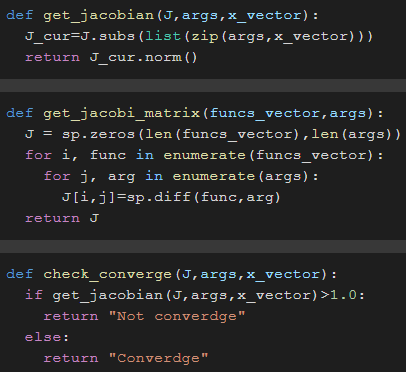 def get_jacobian(J,args,x_vector):
  J_cur=J.subs(list(zip(args,x_vector)))
  return J_cur.norm()
def get_jacobi_matrix(funcs_vector,args):
  J = sp.zeros(len(funcs_vector),len(args))
  for i, func in enumerate(funcs_vector):
    for j, arg in enumerate(args):
      J[i,j]=sp.diff(func,arg)
  return J
def check_converge(J,args,x_vector):
  if get_jacobian(J,args,x_vector)>1.0:
    return "Not converdge"
  else:
    return "Converdge"